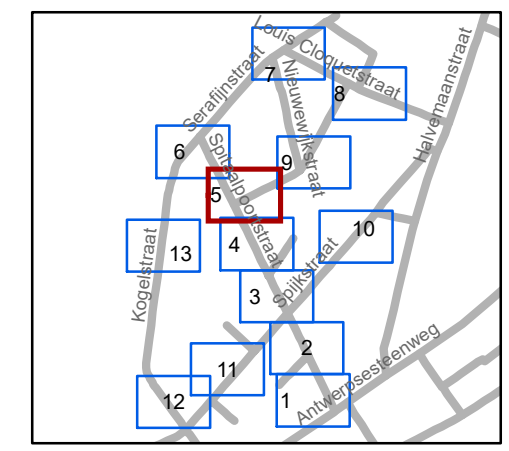 Louis Cloquetstraat
Serafijnstraat
7
Nieuwewijkstraat
8
Halvemaanstraat
6
Spitaalpoortstraat
9
5
10
4
13
Kogelstraat
Spijkstraat
3
2
Antwerpsesteenweg
11
12
1